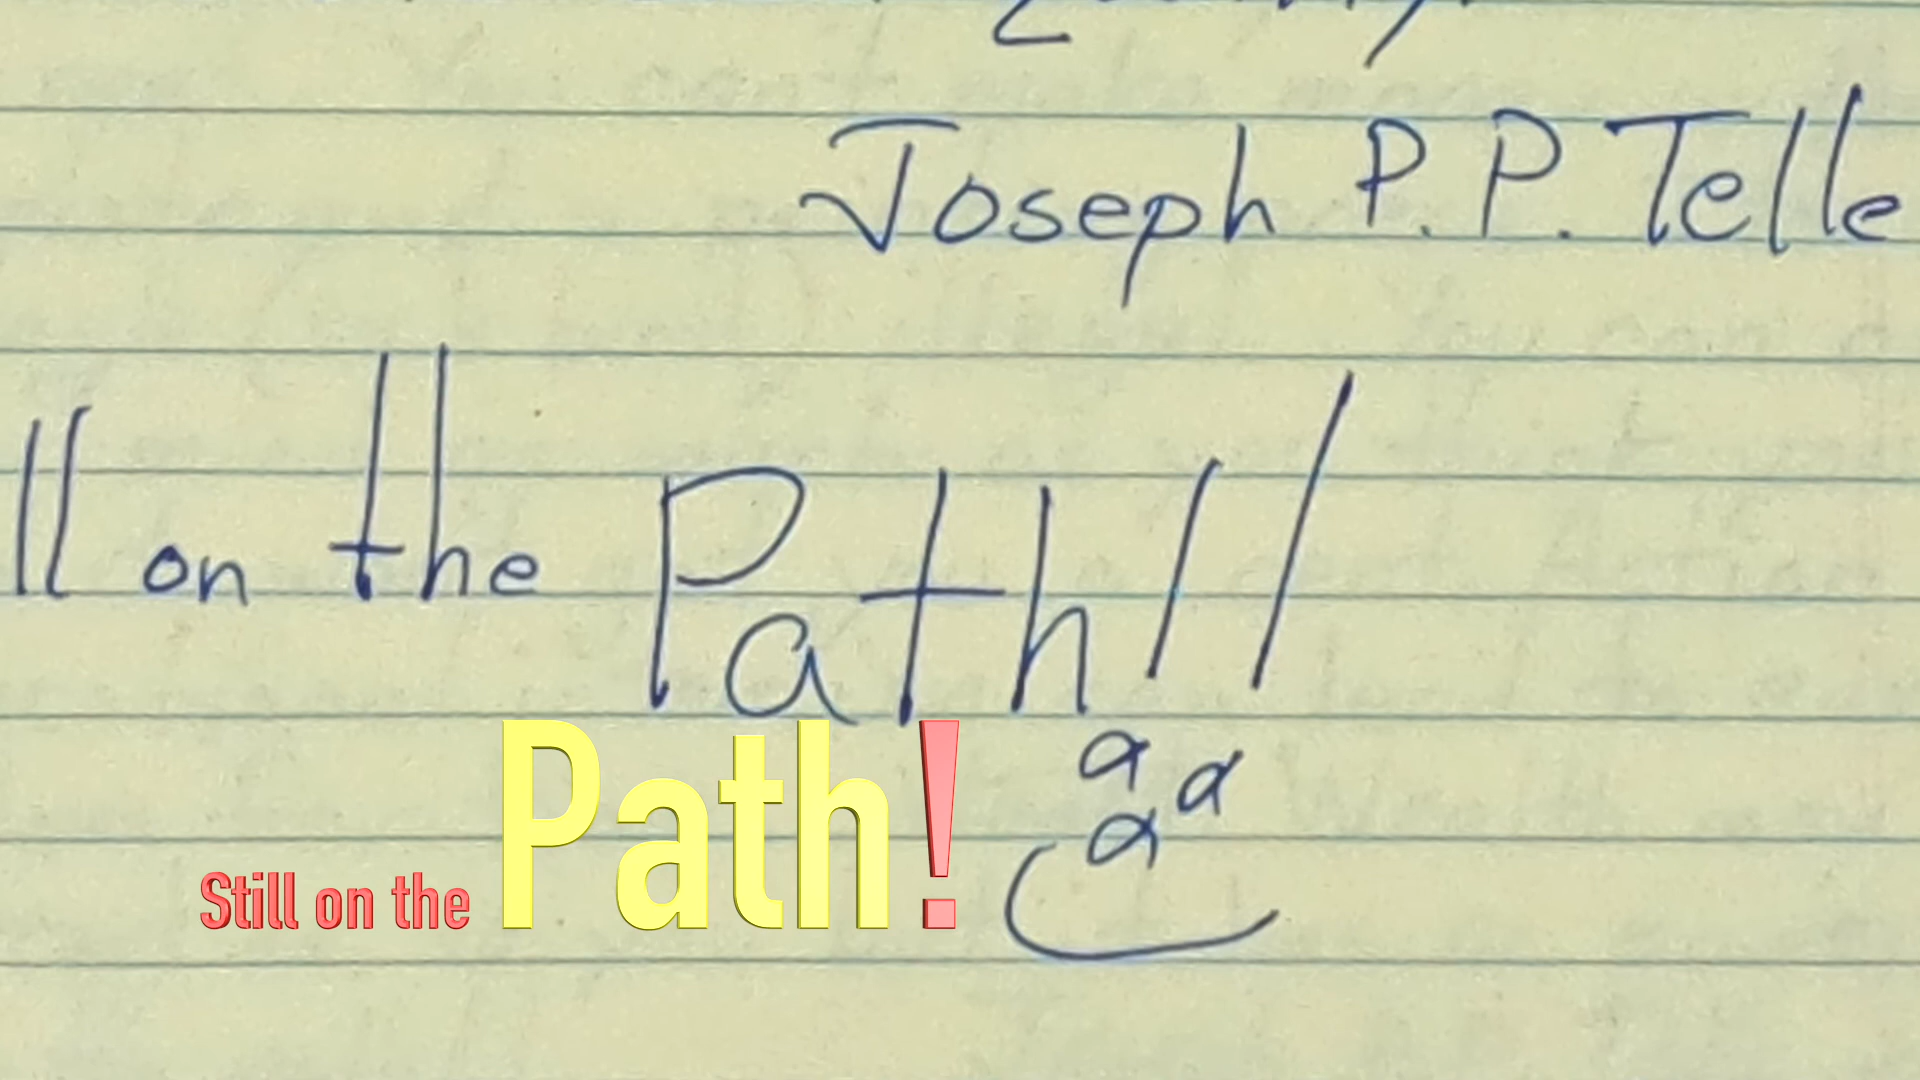 Joseph P. P. Telle
ll on the Path!!
Still on the Path!